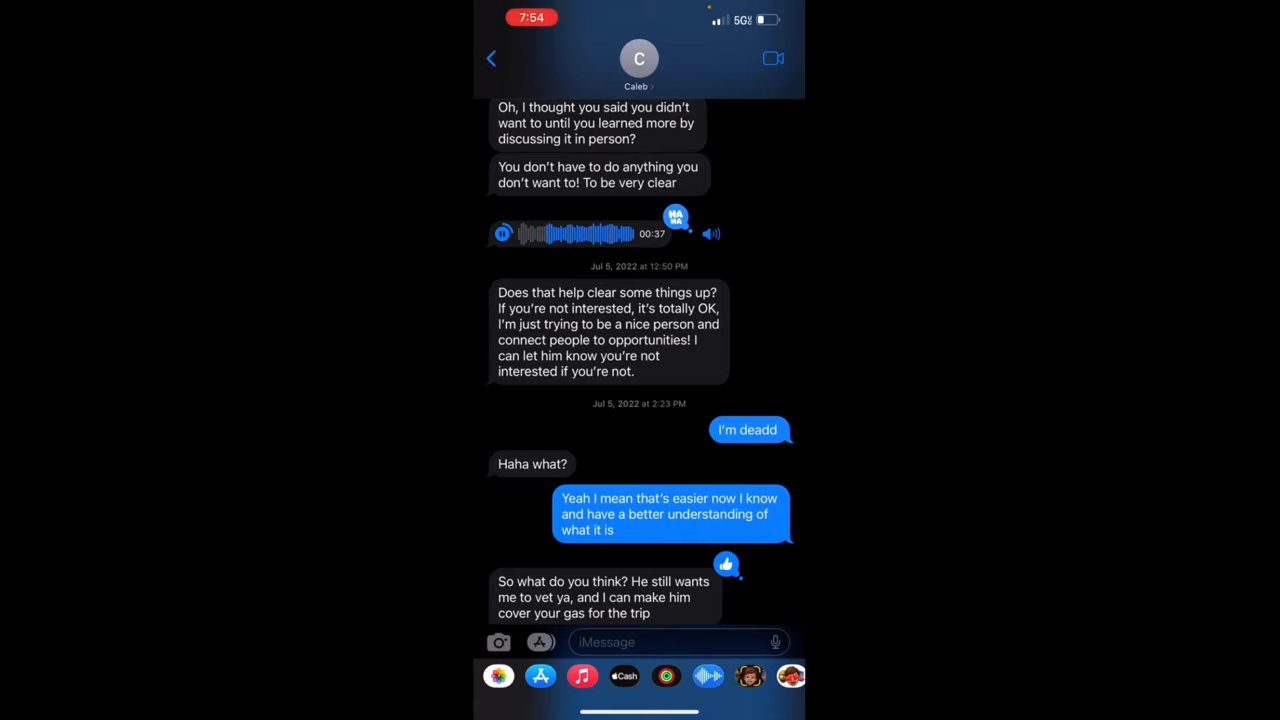 7:54
5G
C
Caleb
Oh, I thought you said you didn’t
want to until you learned more by
discussing it in person?
You don’t have to do anything you
don’t want to! To be very clear
HA
HA
00:37
Jul 5, 2022 at 12:50 PM
Does that help clear some things up?
If you’re not interested, it’s totally OK,
I’m just trying to be a nice person and
connect people to opportunities! I
can let him know you’re not
interested if you’re not.
Jul 5, 2022 at 2:23 PM
I’m deadd
Haha what?
Yeah I mean that’s easier now I know
and have a better understanding of
what it is
So what do you think? He still wants
me to vet ya, and I can make him
cover your gas for the trip
iMessage
Cash